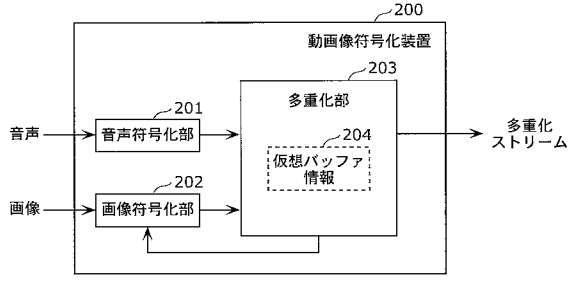 200
動画像符号化装置
203
多重化部
201
音声
音声符号化部
204
仮想バッファ
情報
多重化
ストリーム
202
画像
画像符号化部